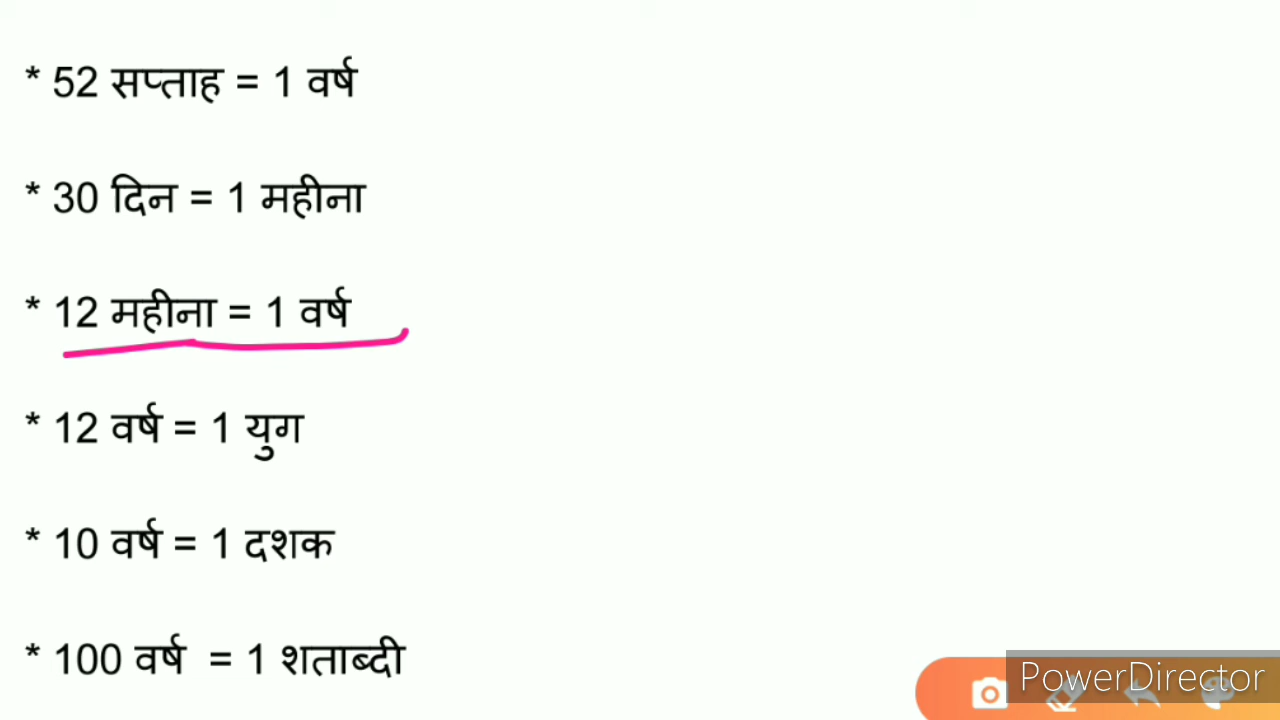 * 52 सप्ताह = 1 वर्ष
* 30 दिन = 1 महीना
* 12 महीना = 1 वर्ष
* 12 वर्ष = 1 युग
* 10 वर्ष = 1 दशक
* 100 वर्ष = 1 शताब्दी
PowerDirector